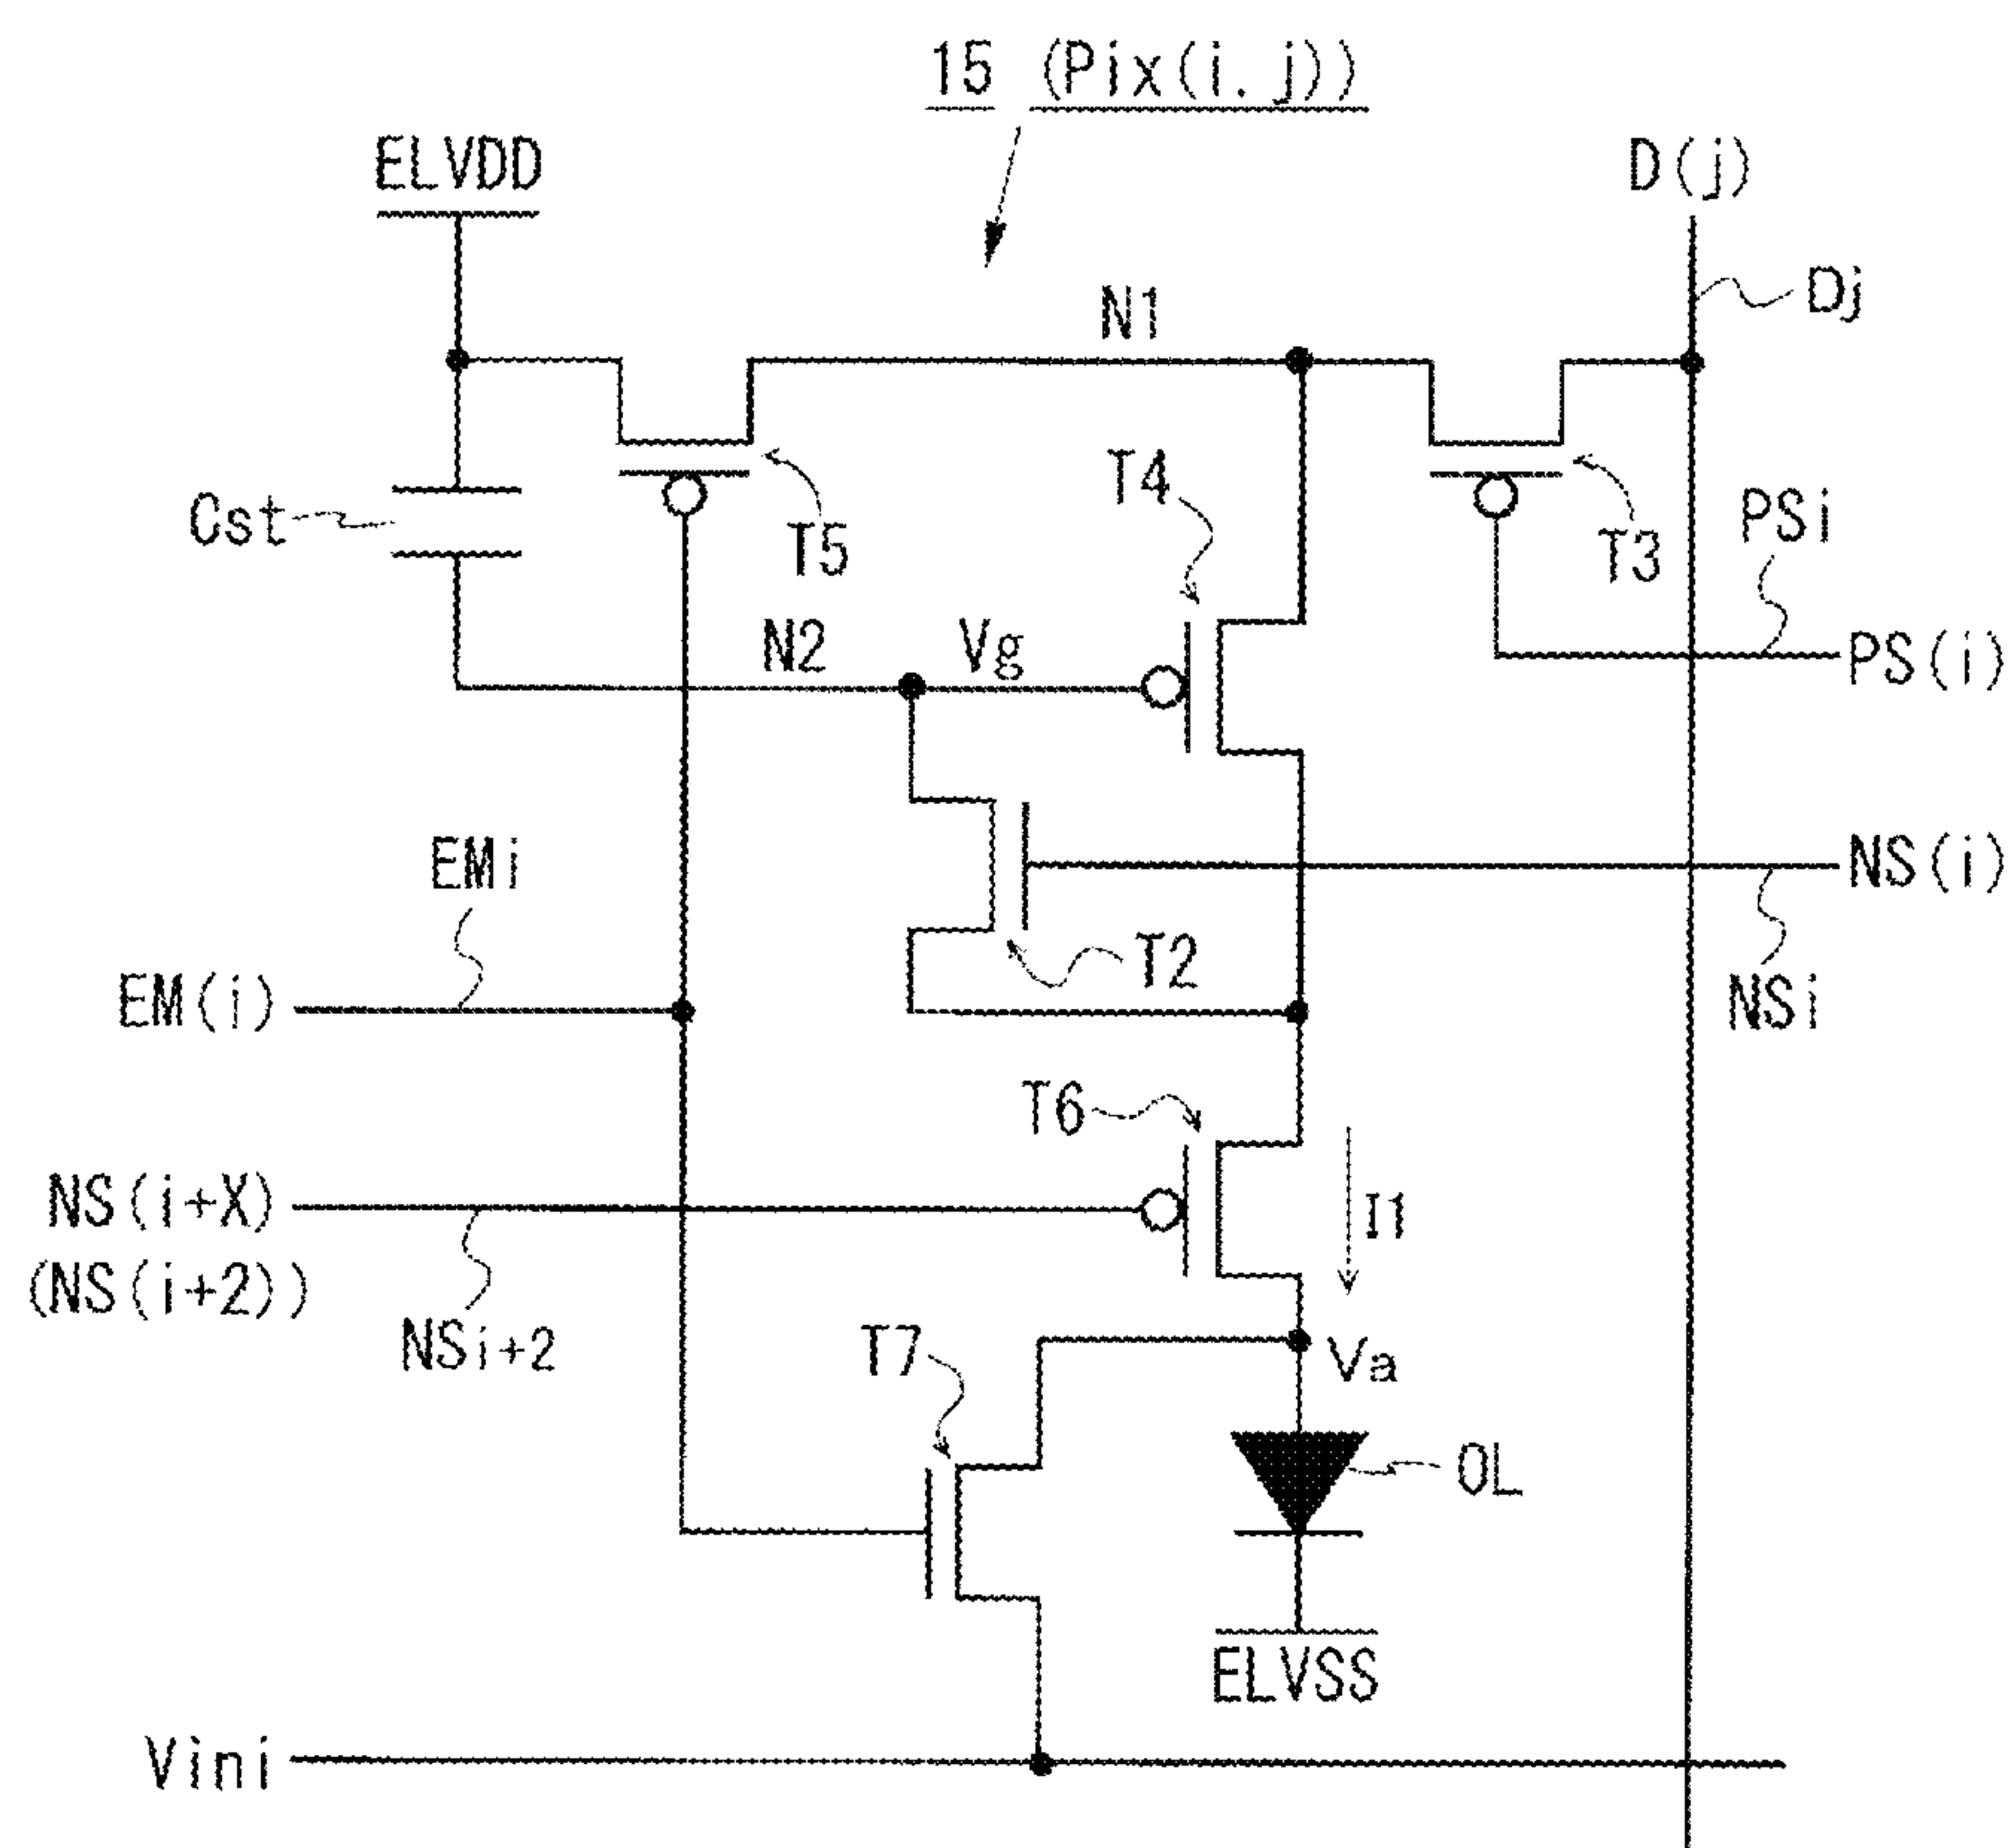 15 (Pix(i.j))
ELVDD
D(j)
Dj
N1
Cst
T5
T4
T3
PSi
N2
Vg
PS(i)
EMi
NS(i)
T2
EM(i)
NSi
T6
NS(i+X)
I1
(NS(i+2))
NSi+2
T7
Va
OL
ELVSS
Vini